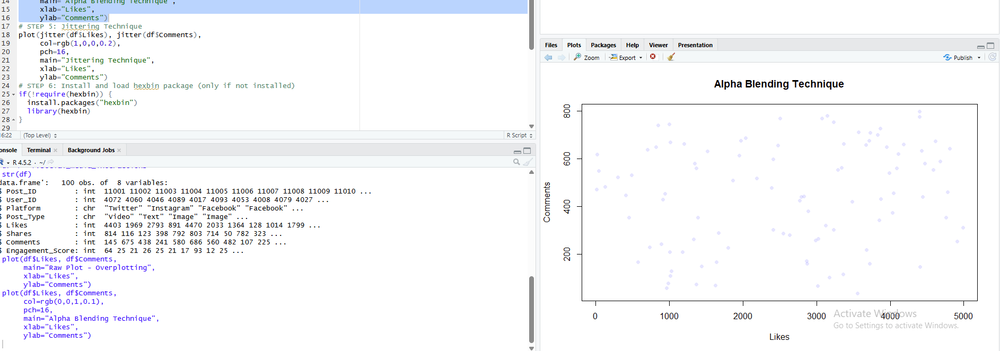 14 main="Alpha Blending Technique",
15 xlab="Likes",
16 ylab="Comments")
17 # STEP 5: Jittering Technique
18 plot(jitter(df$Likes), jitter(df$Comments),
19 col=rgb(1,0,0,0.2),
20 pch=16,
21 main="Jittering Technique",
22 xlab="Likes",
23 ylab="Comments")
24 # STEP 6: Install and load hexbin package (only if not installed)
25 if(!require(hexbin)) {
26 install.packages("hexbin")
27 library(hexbin)
28 }
29
16:22 (Top Level) R Script
onsole Terminal Background Jobs
R 4.5.2 · ~/
str(df)
data.frame': 100 obs. of 8 variables:
$ Post_ID : int 11001 11002 11003 11004 11005 11006 11007 11008 11009 11010 ...
$ User_ID : int 4072 4060 4046 4089 4017 4093 4053 4008 4079 4027 ...
$ Platform : chr "Twitter" "Instagram" "Facebook" "Facebook" ...
$ Post_Type : chr "Video" "Text" "Image" "Image" ...
$ Likes : int 4403 1969 2793 891 4470 2033 1364 128 1014 1799 ...
$ Shares : int 814 116 123 398 792 803 714 50 782 323 ...
$ Comments : int 145 675 438 241 580 686 560 482 107 225 ...
$ Engagement_Score: int 64 25 21 26 25 21 17 93 12 25 ...
plot(df$Likes, df$Comments,
main="Raw Plot - Overplotting",
xlab="Likes",
ylab="Comments")
plot(df$Likes, df$Comments,
col=rgb(0,0,1,0.1),
pch=16,
main="Alpha Blending Technique",
xlab="Likes",
ylab="Comments")
Files Plots Packages Help Viewer Presentation
Zoom Export Publish
Alpha Blending Technique
Comments
800
600
400
200
0 1000 2000 3000 4000 5000
Likes
Activate Windows
Go to Settings to activate Windows.